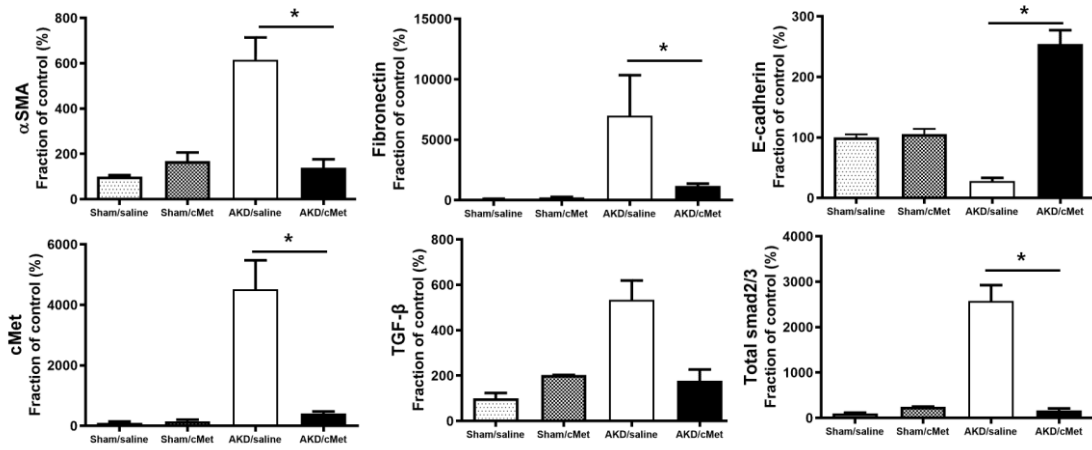 αSMA
Fraction of control (%)
800
600
400
200
0
*
Sham/saline Sham/cMet AKD/saline AKD/cMet
Fibronectin
Fraction of control (%)
15000
10000
5000
0
*
Sham/saline Sham/cMet AKD/saline AKD/cMet
E-cadherin
Fraction of control (%)
300
200
100
0
*
Sham/saline Sham/cMet AKD/saline AKD/cMet
cMet
Fraction of control (%)
6000
4000
2000
0
*
Sham/saline Sham/cMet AKD/saline AKD/cMet
TGF-β
Fraction of control (%)
800
600
400
200
0
Sham/saline Sham/cMet AKD/saline AKD/cMet
Total smad2/3
Fraction of control (%)
4000
3000
2000
1000
0
*
Sham/saline Sham/cMet AKD/saline AKD/cMet